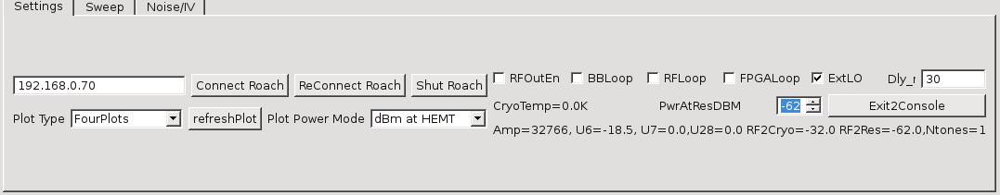 Settings Sweep Noise/IV
192.168.0.70 Connect Roach ReConnect Roach Shut Roach RFOutEn BBLoop RFLoop FPGALoop ExtLO Dly_r 30
CryoTemp=0.0K PwrAtResDBM -62 Exit2Console
Plot Type FourPlots refreshPlot Plot Power Mode dBm at HEMT
Amp=32766, U6=-18.5, U7=0.0,U28=0.0 RF2Cryo=-32.0 RF2Res=-62.0,Ntones=1